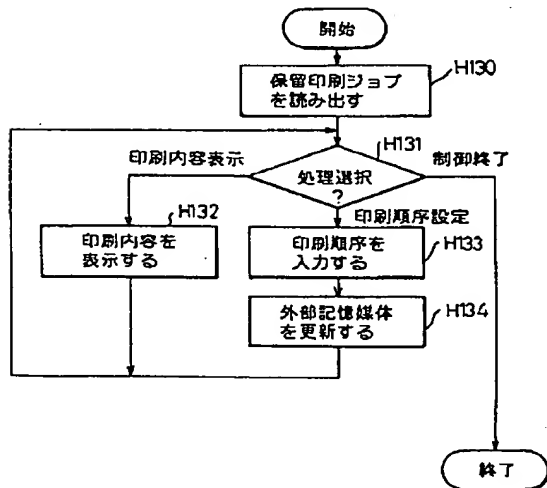 開始
保留印刷ジョブ
を読み出す
H130
印刷内容表示
H131
制御終了
処理選択
?
H132
印刷順序設定
印刷内容を
表示する
印刷順序を
入力する
H133
外部記憶媒体
を更新する
H134
終了